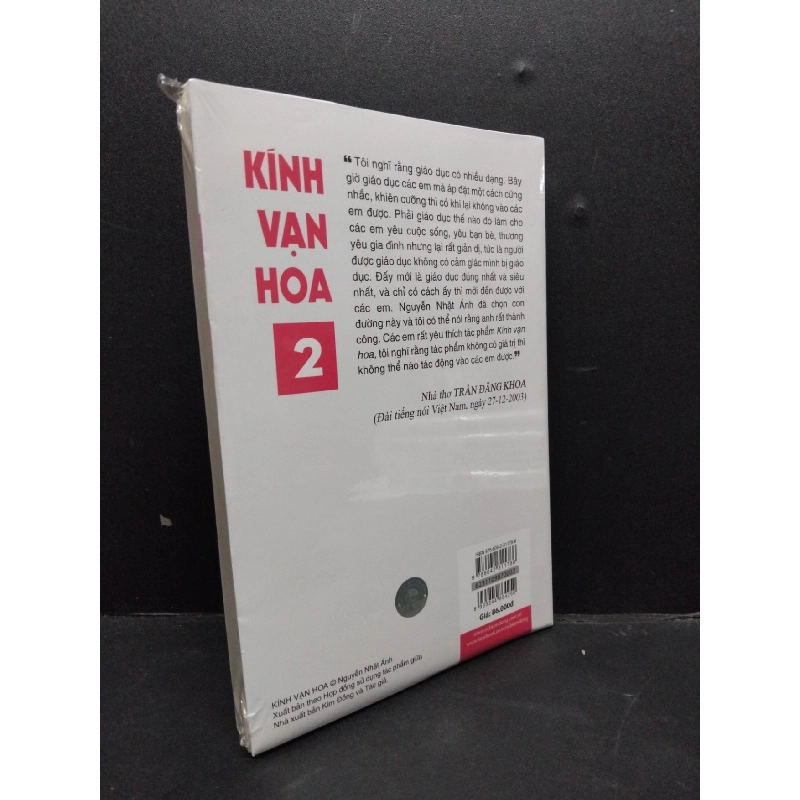 KÍNH
VẠN
HOA
2
❝Tôi nghĩ rằng giáo dục có nhiều dạng. Bây
giờ giáo dục các em mà áp đặt một cách cứng
nhắc, khiên cưỡng thì có khi lại không vào các
em được. Phải giáo dục thế nào đó làm cho
các em yêu cuộc sống, yêu bạn bè, thương
yêu gia đình nhưng lại rất giản dị, tức là người
được giáo dục không có cảm giác mình bị giáo
dục. Đấy mới là giáo dục đúng nhất và siêu
nhất, và chỉ có cách ấy thì mới đến được với
các em. Nguyễn Nhật Ánh đã chọn con
đường này và tôi có thể nói rằng anh rất thành
công. Các em rất yêu thích tác phẩm Kính vạn
hoa, tôi nghĩ rằng tác phẩm không có giá trị thì
không thể nào tác động vào các em được.❞
Nhà thơ TRẦN ĐĂNG KHOA
(Đài tiếng nói Việt Nam, ngày 27-12-2003)
Giá: 86.000đ
KÍNH VẠN HOA © Nguyễn Nhật Ánh
Xuất bản theo Hợp đồng sử dụng tác phẩm giữa
Nhà xuất bản Kim Đồng và Tác giả.